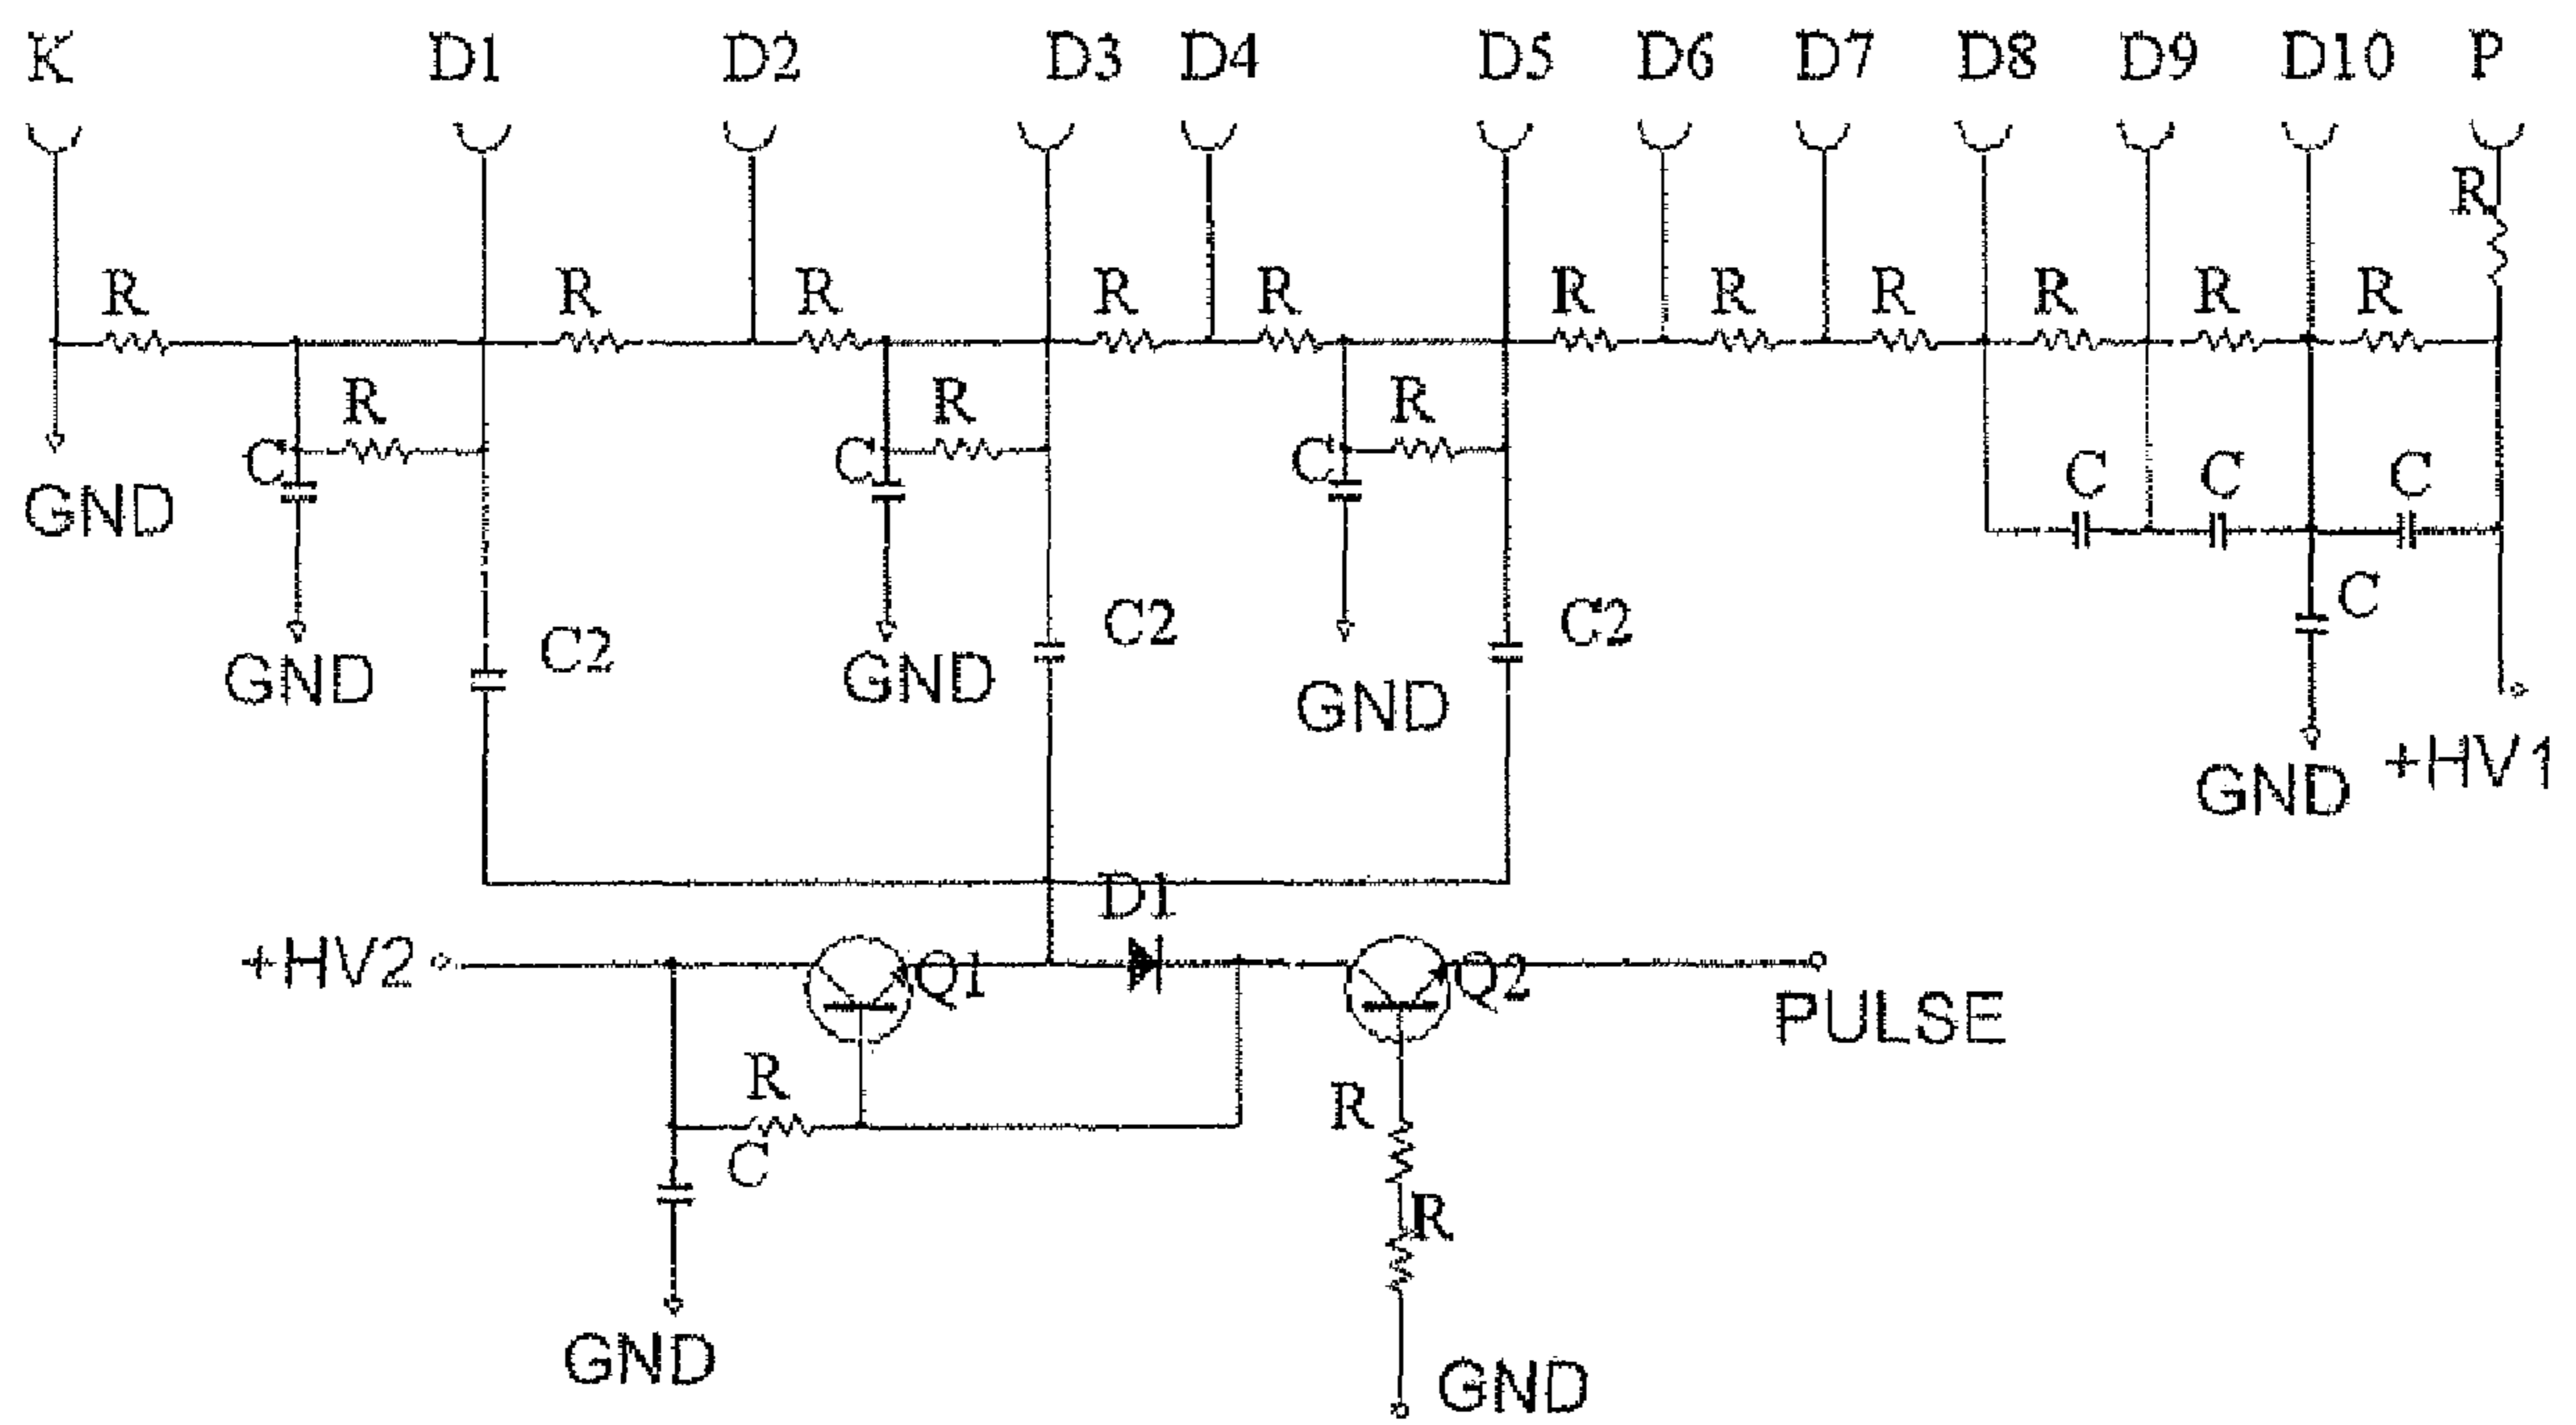 K D1 D2 D3 D4 D5 D6 D7 D8 D9 D10 P
R
R R R R R R R R R R R
R R R
C C C C C C
GND
C
C2 C2 C2
GND GND GND
GND +HV1
D1
+HV2 Q1 Q2
PULSE
R R
C
R
GND GND